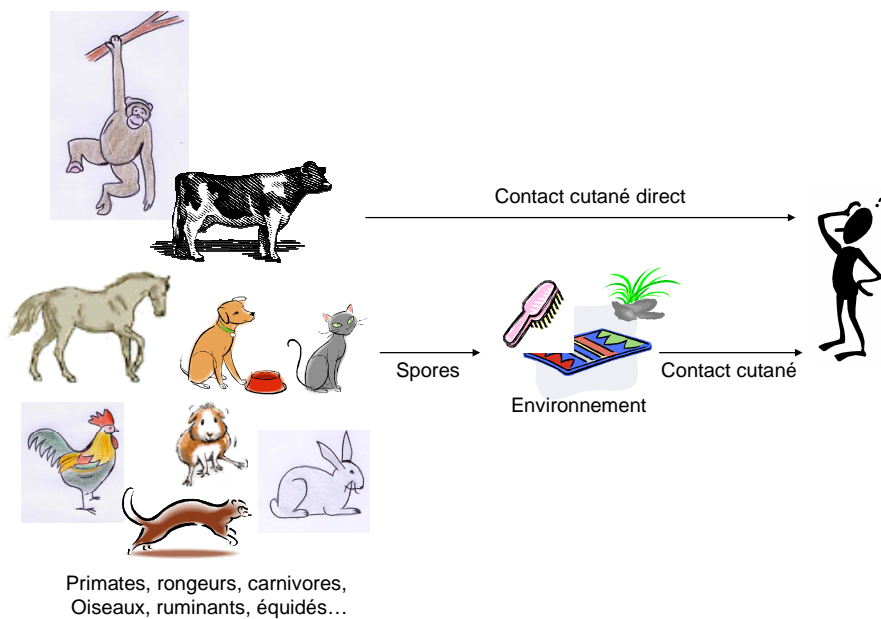 Contact cutané direct
Spores
Contact cutané
Environnement
Primates, rongeurs, carnivores,
Oiseaux, ruminants, équidés…